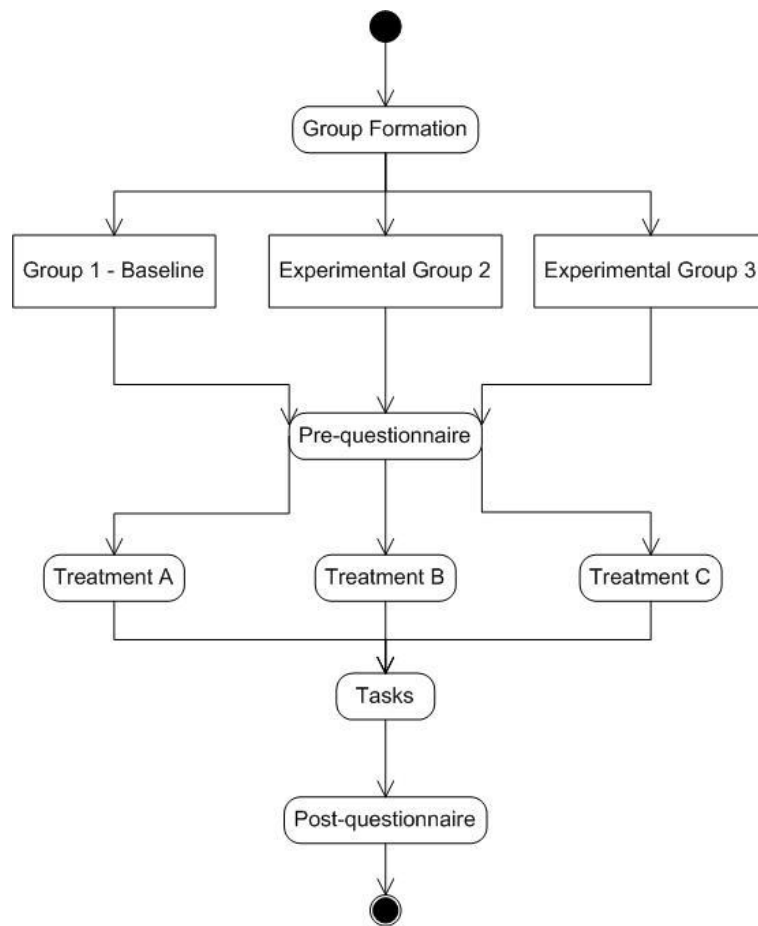 Group Formation
Group 1 - Baseline
Experimental Group 2
Experimental Group 3
Pre-questionnaire
Treatment A
Treatment B
Treatment C
Tasks
Post-questionnaire